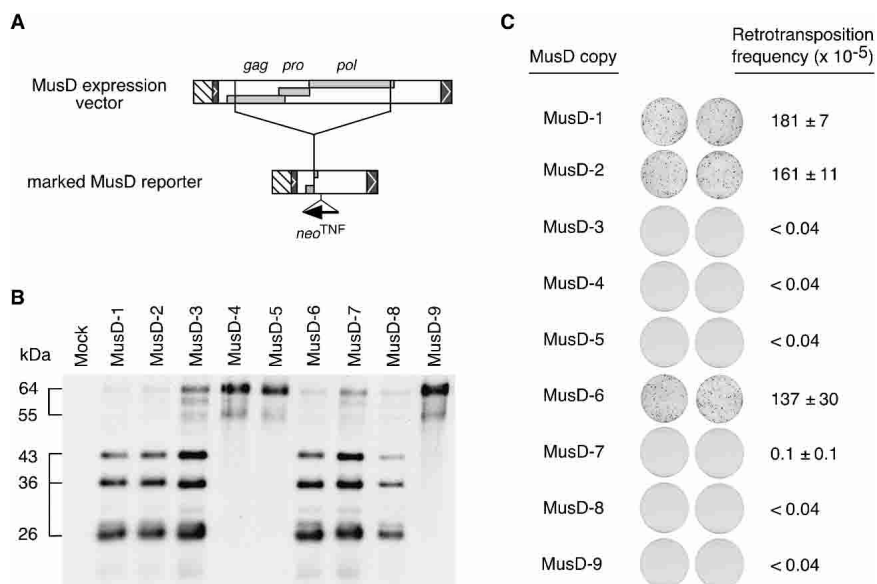 A
gag pro pol
MusD expression
vector
marked MusD reporter
neoTNF
B
kDa
Mock
MusD-1
MusD-2
MusD-3
MusD-4
MusD-5
MusD-6
MusD-7
MusD-8
MusD-9
64
55
43
36
26
C
MusD copy
Retrotransposition
frequency (x 10-5)
MusD-1 181 ± 7
MusD-2 161 ± 11
MusD-3 < 0.04
MusD-4 < 0.04
MusD-5 < 0.04
MusD-6 137 ± 30
MusD-7 0.1 ± 0.1
MusD-8 < 0.04
MusD-9 < 0.04